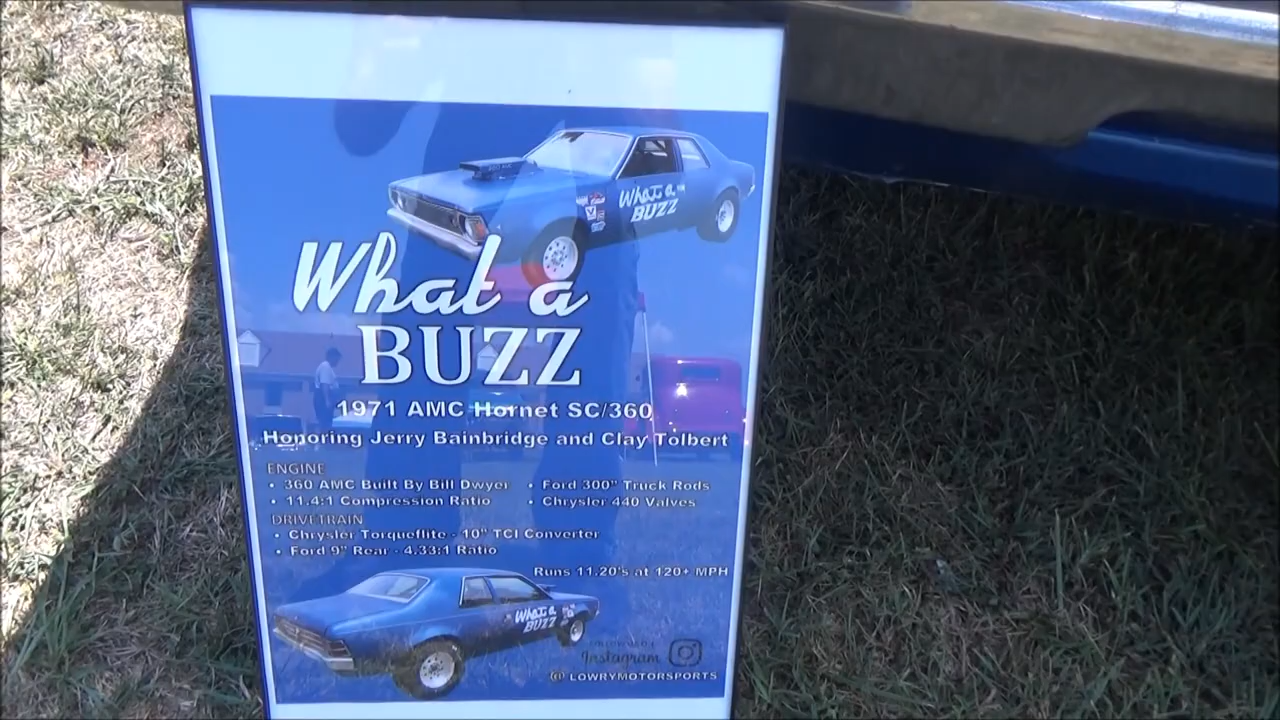 What a
BUZZ
What a
BUZZ
1971 AMC Hornet SC/360
Honoring Jerry Bainbridge and Clay Tolbert
ENGINE
• 360 AMC Built By Bill Dwyer
• 11.4:1 Compression Ratio
• Ford 300" Truck Rods
• Chrysler 440 Valves
DRIVETRAIN
• Chrysler Torqueflite - 10" TCI Converter
• Ford 9" Rear - 4.33:1 Ratio
Runs 11.20's at 120+ MPH
What a
BUZZ
Instagram
@ LOWRYMOTORSPORTS